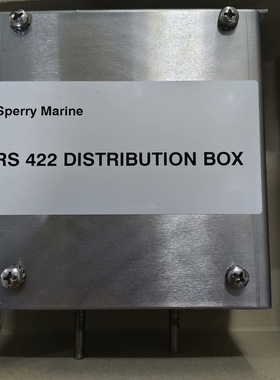 Sperry Marine
RS 422 DISTRIBUTION BOX